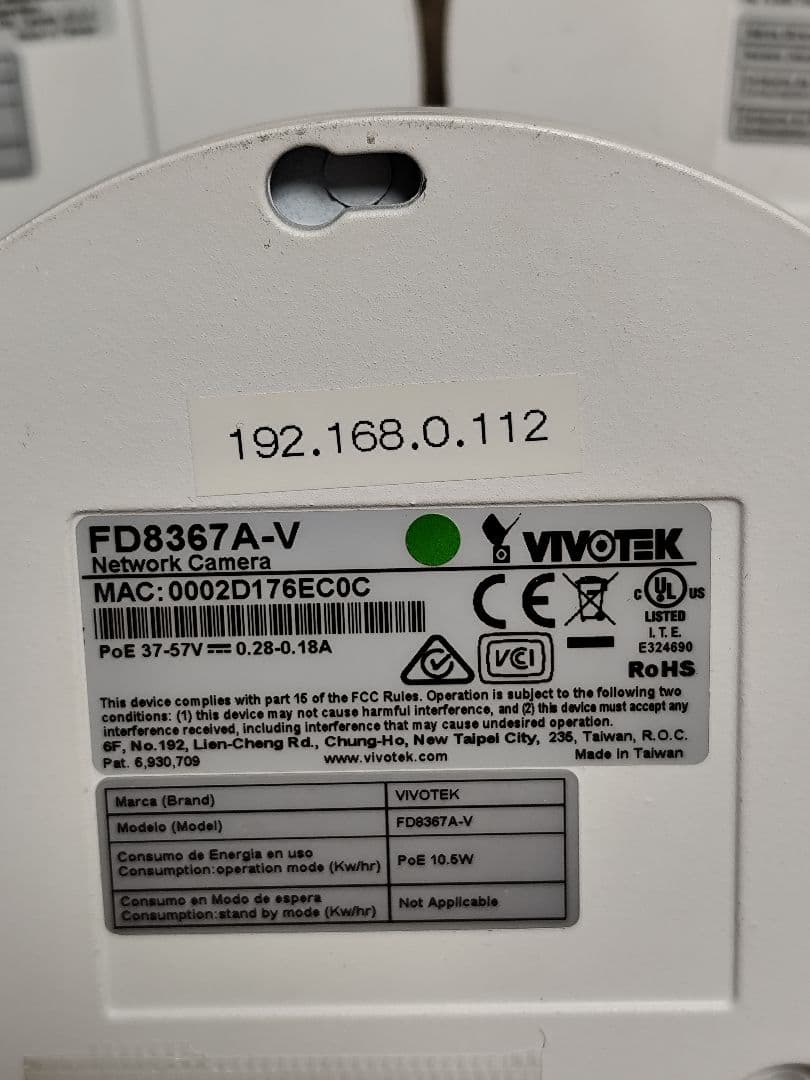 192.168.0.112
FD8367A-V
VIVOTEK
Network Camera
MAC:0002D176EC0C
CE
c UL US
LISTED
I.T.E.
E324690
PoE 37-57V⎓0.28-0.18A
VCI
RoHS
This device complies with part 15 of the FCC Rules. Operation is subject to the following two
conditions: (1) this device may not cause harmful interference, and (2) this device must accept any
interference received, including interference that may cause undesired operation.
6F, No.192, Lien-Cheng Rd., Chung-Ho, New Taipei City, 235, Taiwan, R.O.C.
Pat. 6,930,709 www.vivotek.com Made in Taiwan
Marca (Brand) VIVOTEK
Modelo (Model) FD8367A-V
Consumo de Energia en uso
Consumption:operation mode (Kw/hr) PoE 10.5W
Consumo en Modo de espera
Consumption:stand by mode (Kw/hr) Not Applicable